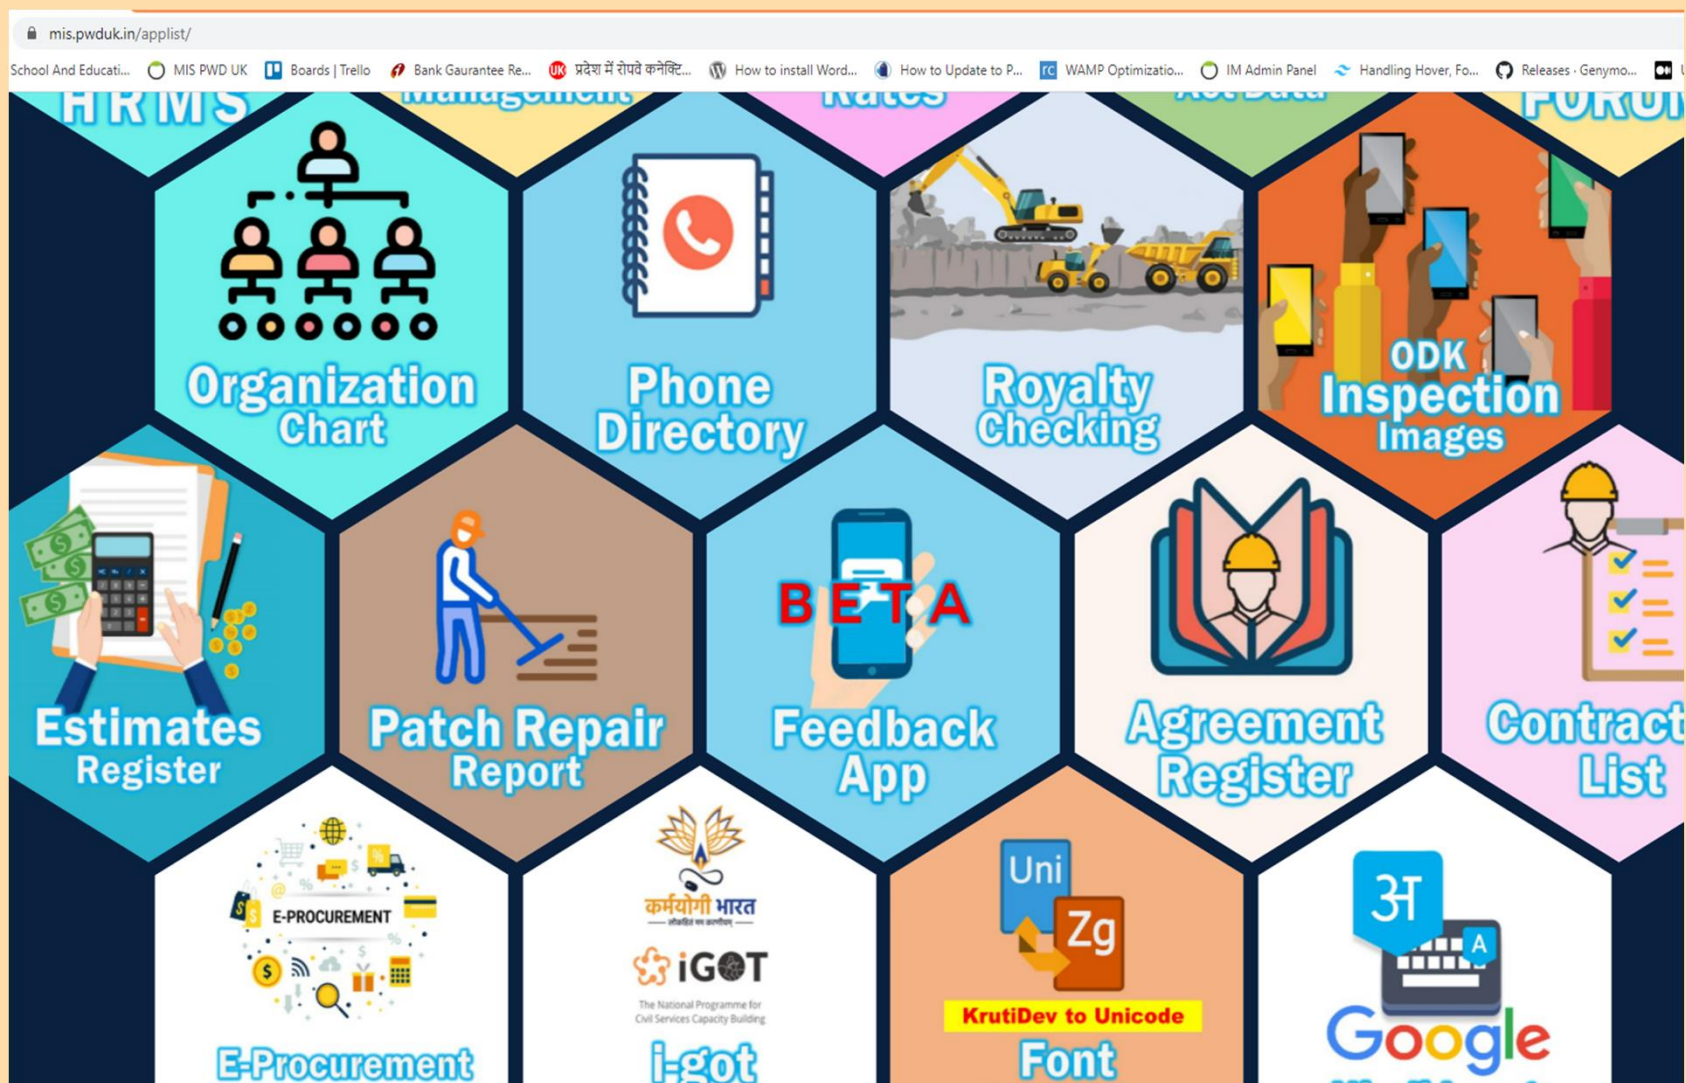 mis.pwduk.in/applist/
School And Educati... MIS PWD UK Boards | Trello Bank Gaurantee Re... UK प्रदेश में रोपवे कनेक्टि... How to install Word... How to Update to P... rc WAMP Optimizatio... IM Admin Panel Handling Hover, Fo... Releases · Genymo...
HRMS
Management
Rates
Act Data
Organization
Chart
Phone
Directory
Royalty
Checking
ODK
Inspection
Images
Estimates
Register
Patch Repair
Report
BETA
Feedback
App
Agreement
Register
Contract
List
E-PROCUREMENT
E-Procurement
कर्मयोगी भारत
iGOT
The National Programme for
Civil Services Capacity Building
i-got
Uni
Zg
KrutiDev to Unicode
Font
अ
A
Google